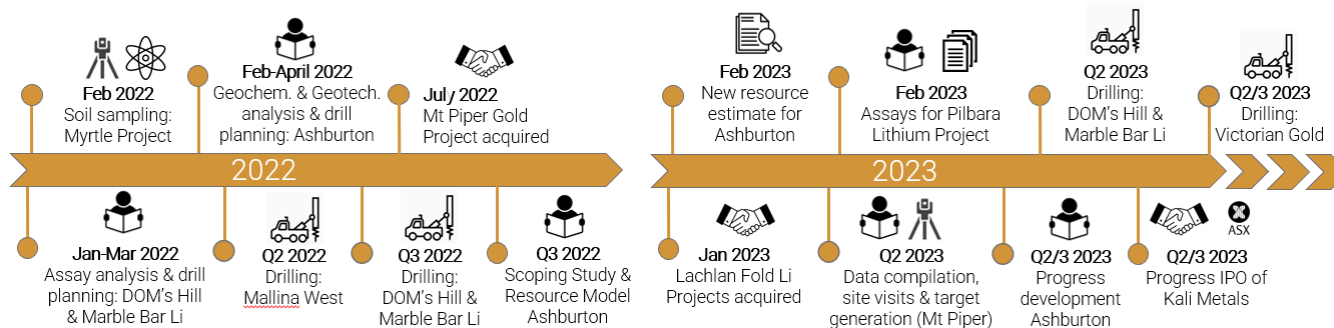 Feb 2022
Soil sampling:
Myrtle Project
Feb-April 2022
Geochem. & Geotech.
analysis & drill
planning: Ashburton
July 2022
Mt Piper Gold
Project acquired
2022
Jan-Mar 2022
Assay analysis & drill
planning: DOM's Hill
& Marble Bar Li
Q2 2022
Drilling:
Mallina West
Q3 2022
Drilling:
DOM's Hill &
Marble Bar Li
Q3 2022
Scoping Study &
Resource Model
Ashburton
Feb 2023
New resource
estimate for
Ashburton
Feb 2023
Assays for Pilbara
Lithium Project
Q2 2023
Drilling:
DOM's Hill &
Marble Bar Li
Q2/3 2023
Drilling:
Victorian Gold
2023
Jan 2023
Lachlan Fold Li
Projects acquired
Q2 2023
Data compilation,
site visits & target
generation (Mt Piper)
Q2/3 2023
Progress
development
Ashburton
ASX
Q2/3 2023
Progress IPO of
Kali Metals